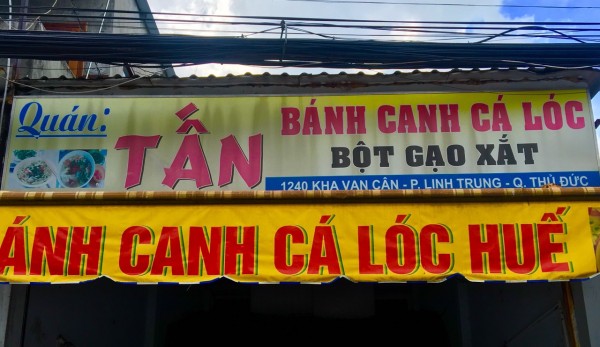 Quán:
TẤN
BÁNH CANH CÁ LÓC
BỘT GẠO XẮT
1240 KHA VẠN CÂN - P. LINH TRUNG - Q. THỦ ĐỨC
ÁNH CANH CÁ LÓC HUẾ